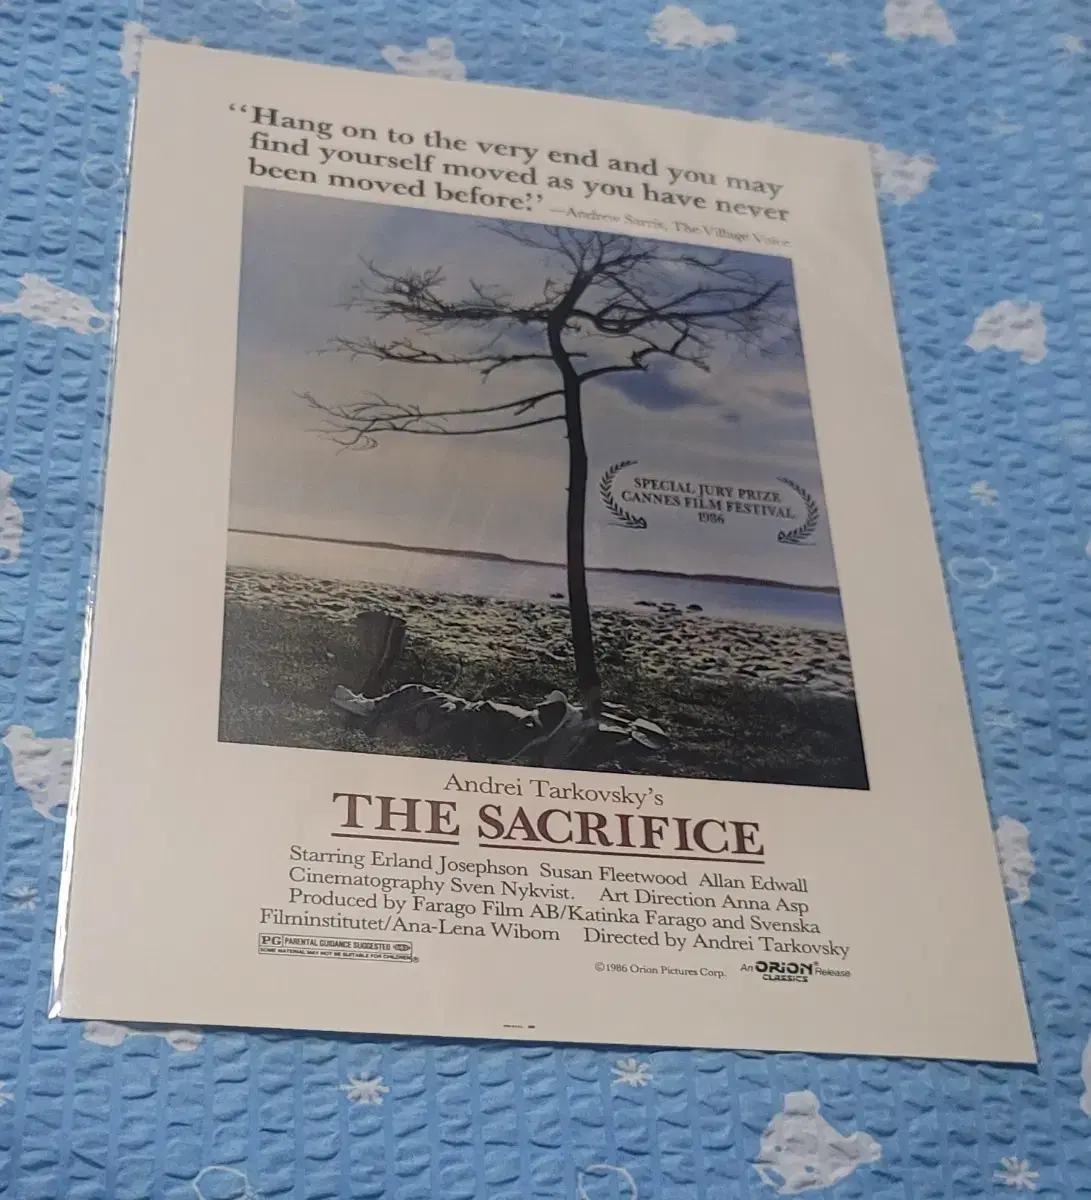 “Hang on to the very end and you may
find yourself moved as you have never
been moved before.” —Andrew Sarris, The Village Voice
SPECIAL JURY PRIZE
CANNES FILM FESTIVAL
1986
Andrei Tarkovsky’s
THE SACRIFICE
Starring Erland Josephson Susan Fleetwood Allan Edwall
Cinematography Sven Nykvist. Art Direction Anna Asp
Produced by Farago Film AB/Katinka Farago and Svenska
Filminstitutet/Ana-Lena Wibom Directed by Andrei Tarkovsky
PG PARENTAL GUIDANCE SUGGESTED
SOME MATERIAL MAY NOT BE SUITABLE FOR CHILDREN ®
©1986 Orion Pictures Corp. An ORION® Release
CLASSICS